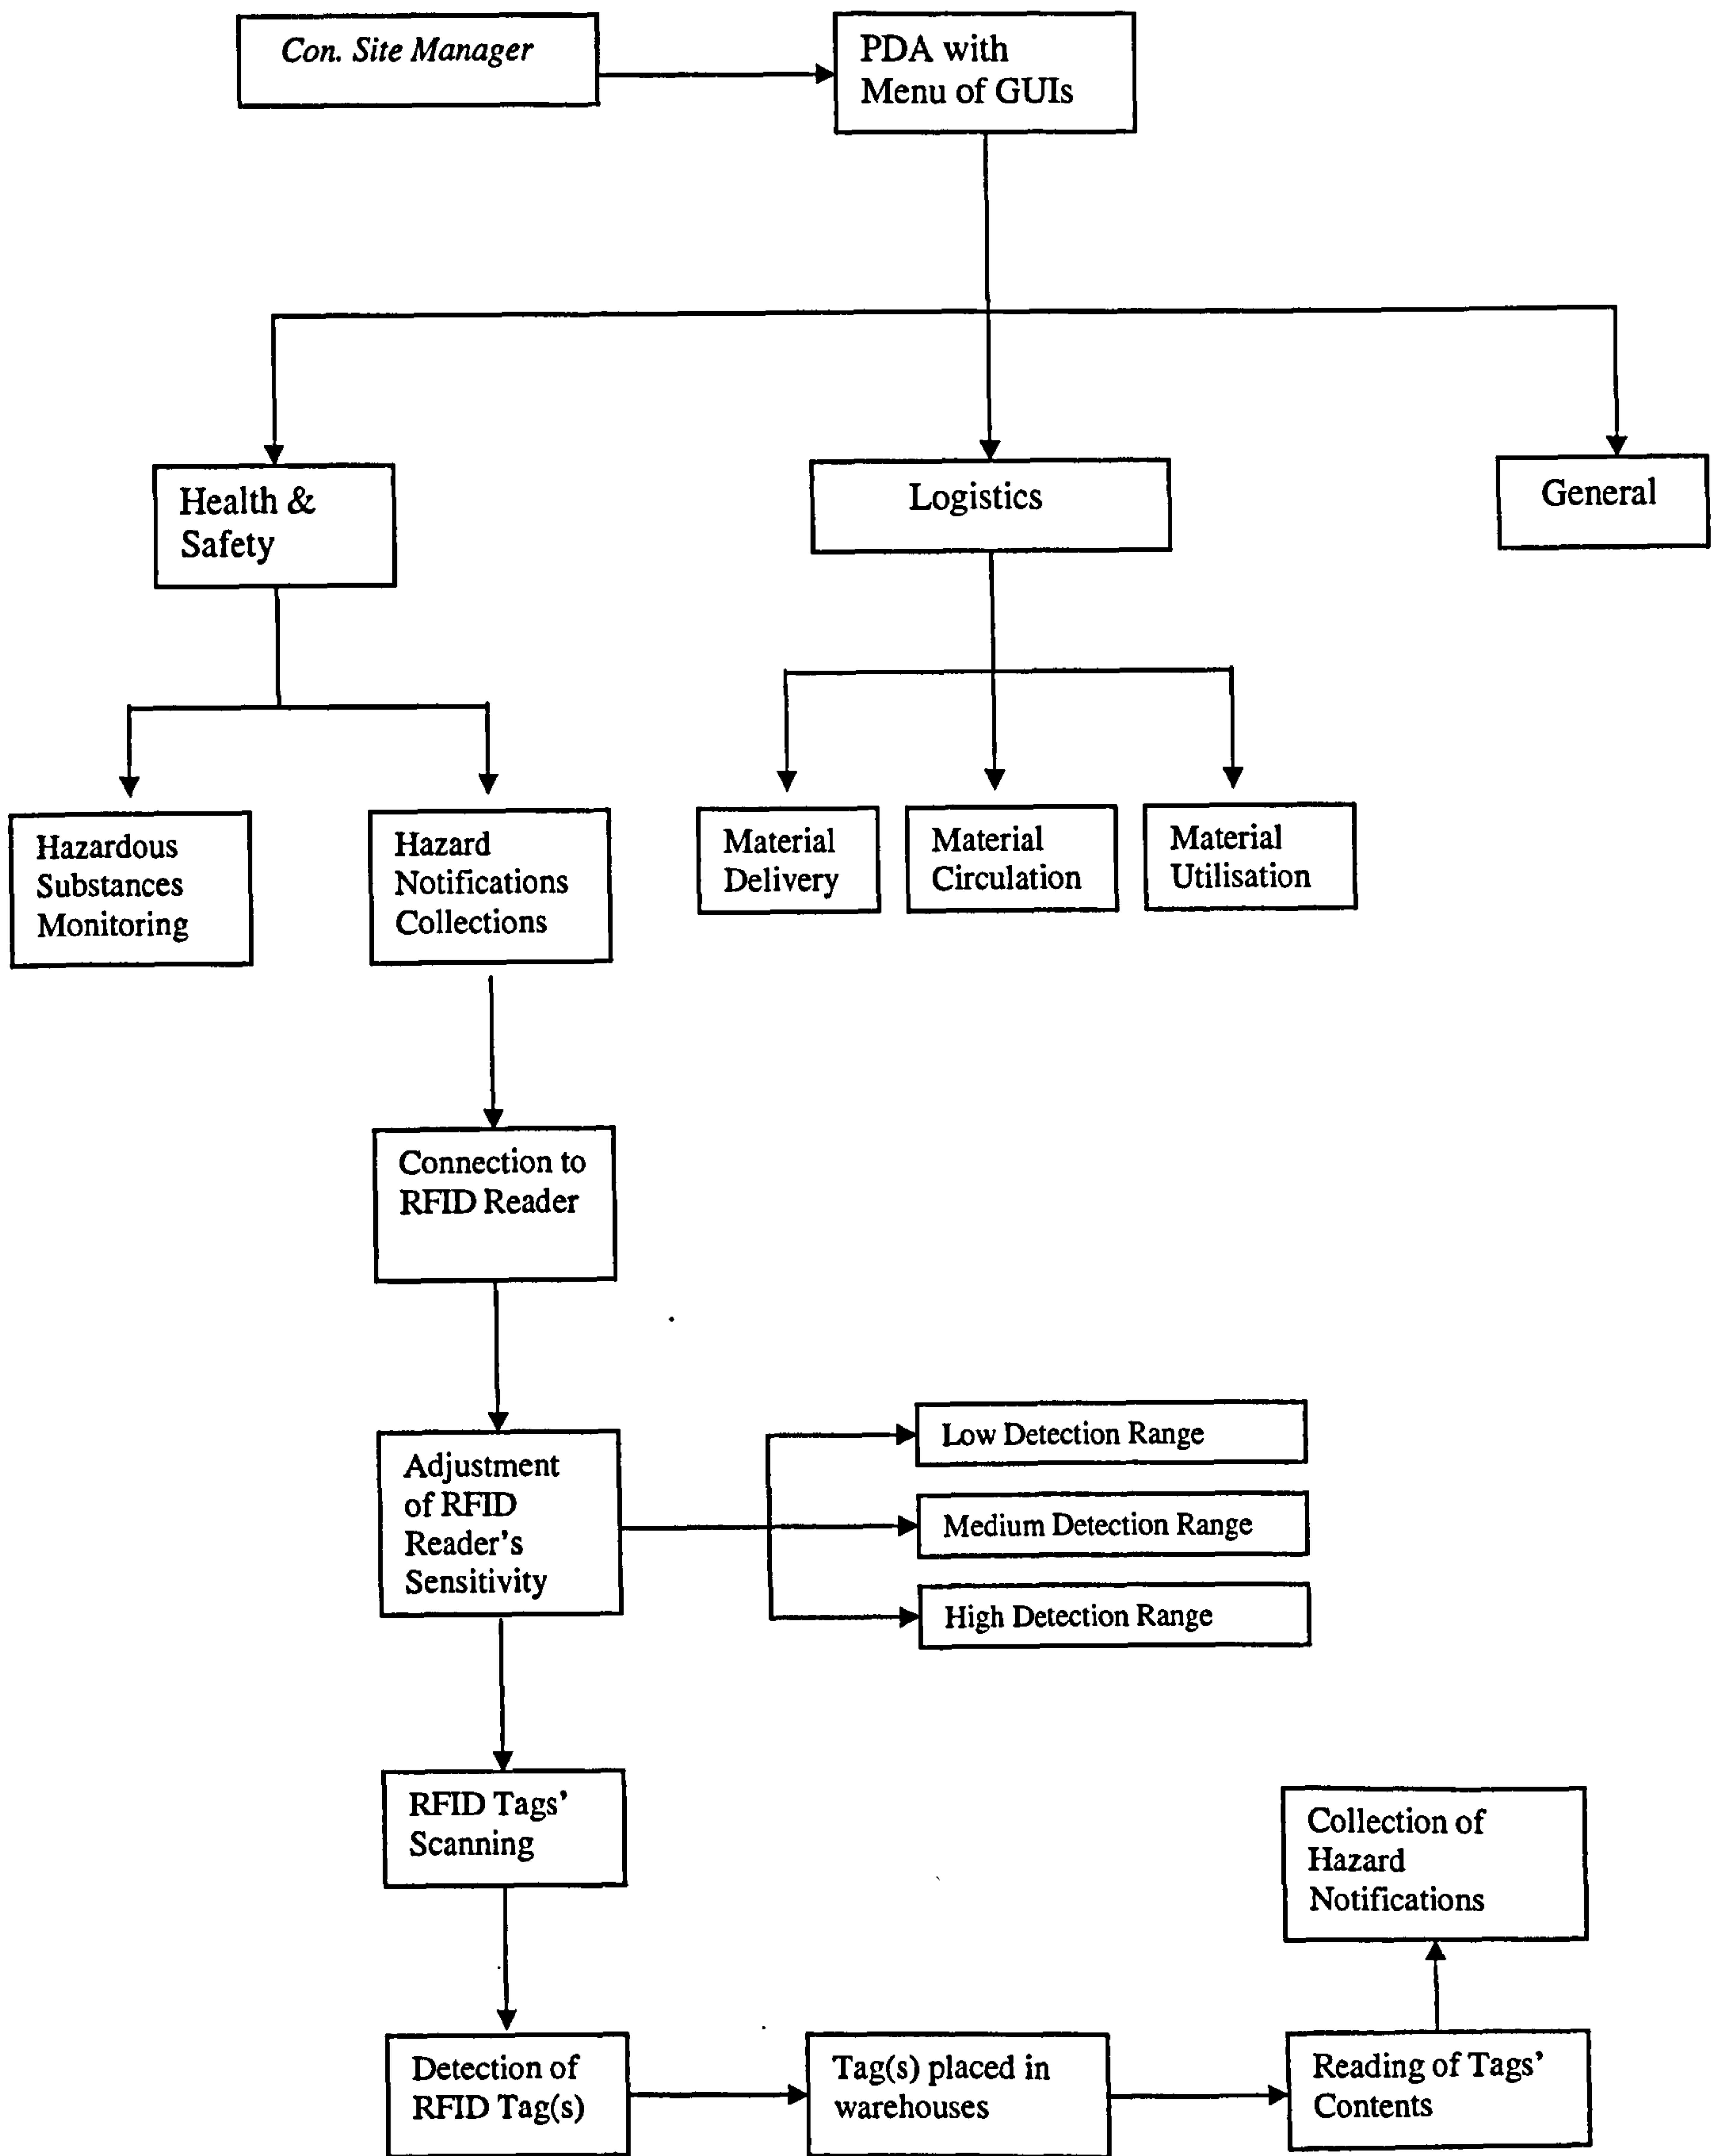 Con. Site Manager
PDA with
Menu of GUIs
Health &
Safety
Logistics
General
Hazardous
Substances
Monitoring
Hazard
Notifications
Collections
Material
Delivery
Material
Circulation
Material
Utilisation
Connection to
RFID Reader
Adjustment
of RFID
Reader's
Sensitivity
Low Detection Range
Medium Detection Range
High Detection Range
RFID Tags'
Scanning
Collection of
Hazard
Notifications
Detection of
RFID Tag(s)
Tag(s) placed in
warehouses
Reading of Tags'
Contents